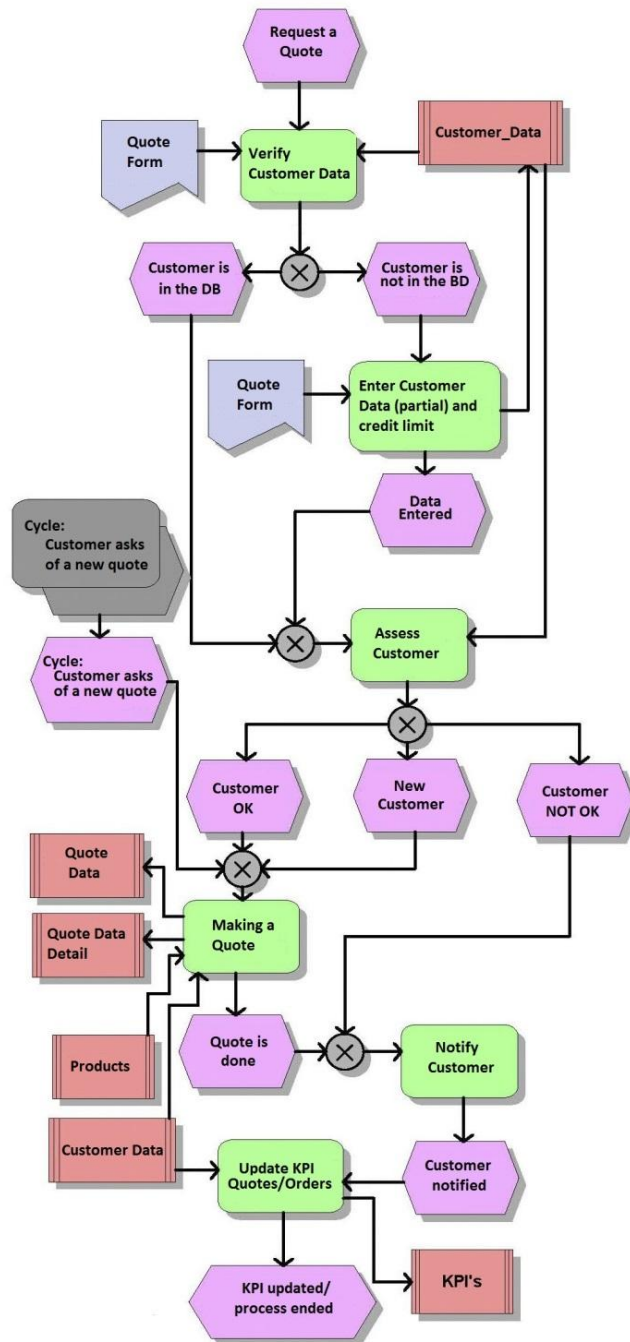 Request a
Quote
Quote
Form
Verify
Customer Data
Customer_Data
Customer is
in the DB
Customer is
not in the BD
Quote
Form
Enter Customer
Data (partial) and
credit limit
Data
Entered
Cycle:
Customer asks
of a new quote
Cycle:
Customer asks
of a new quote
Assess
Customer
Customer
OK
New
Customer
Customer
NOT OK
Quote
Data
Quote Data
Detail
Making a
Quote
Products
Quote is
done
Notify
Customer
Customer Data
Update KPI
Quotes/Orders
Customer
notified
KPI updated/
process ended
KPI's